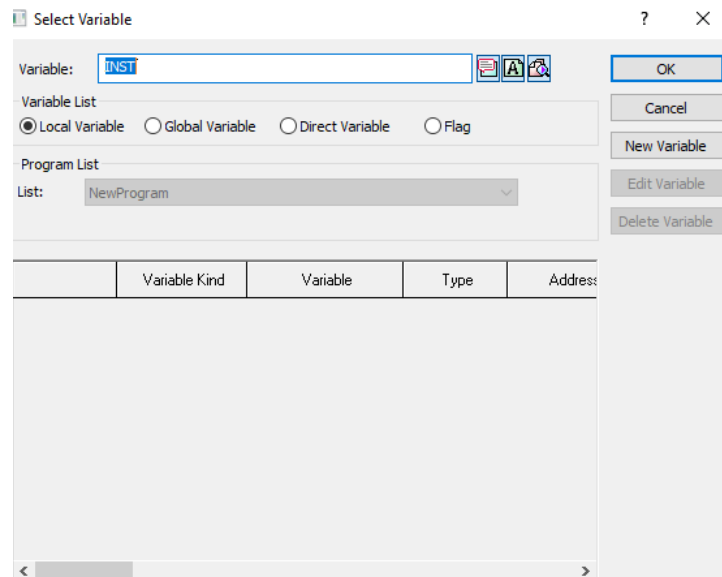 Select Variable
Variable: INST
OK
Variable List
Cancel
Local Variable Global Variable Direct Variable Flag
New Variable
Program List
List: NewProgram
Edit Variable
Delete Variable
Variable Kind Variable Type Address